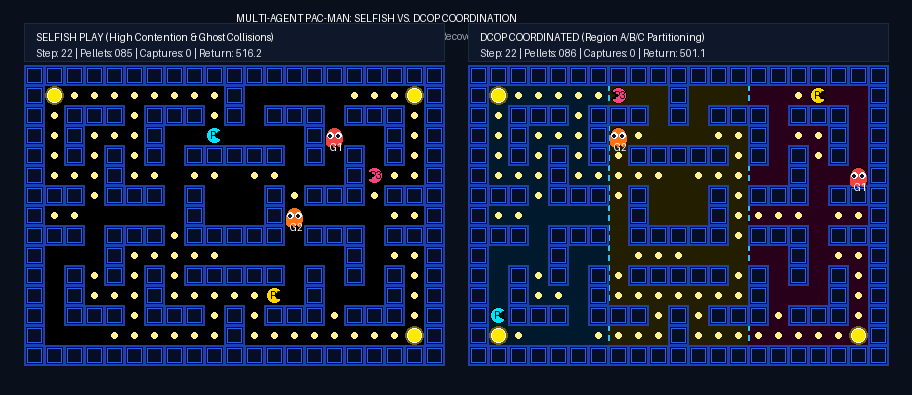 MULTI-AGENT PAC-MAN: SELFISH VS. DCOP COORDINATION
SELFISH PLAY (High Contention & Ghost Collisions)
Step: 22 | Pellets: 085 | Captures: 0 | Return: 516.2
DCOP COORDINATED (Region A/B/C Partitioning)
Step: 22 | Pellets: 086 | Captures: 0 | Return: 501.1
G1
G2
G2
G1